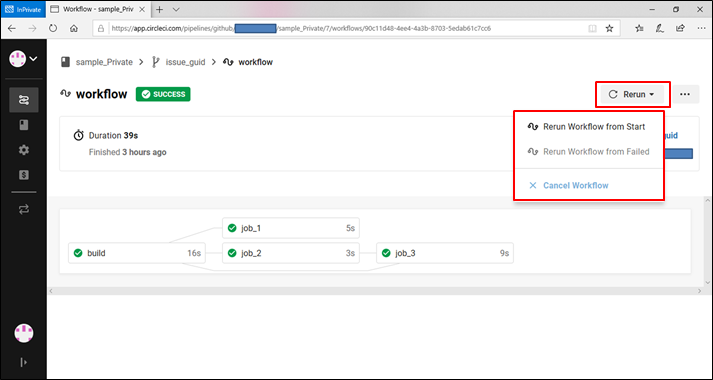 InPrivate
Workflow - sample_Priv
https://app.circleci.com/pipelines/github/
/sample_Private/7/workflows/90c11d48-4ee4-4a3b-8703-5edab61c7cc6
sample_Private
issue_guid
workflow
workflow
SUCCESS
Rerun
Duration 39s
Finished 3 hours ago
uid
Rerun Workflow from Start
Rerun Workflow from Failed
Cancel Workflow
job_1 5s
build 16s
job_2 3s
job_3 9s